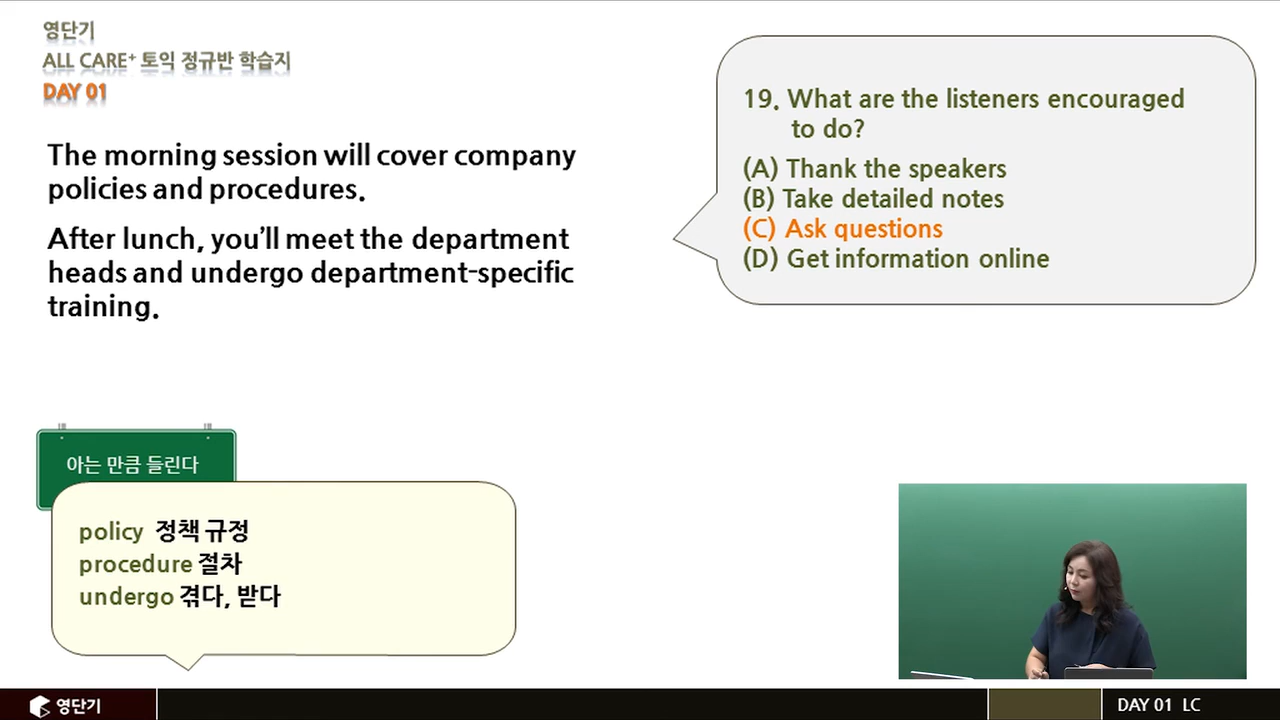 영단기
ALL CARE+ 토익 정규반 학습지
DAY 01
The morning session will cover company
policies and procedures.
After lunch, you'll meet the department
heads and undergo department-specific
training.
19. What are the listeners encouraged
to do?
(A) Thank the speakers
(B) Take detailed notes
(C) Ask questions
(D) Get information online
아는 만큼 들린다
policy 정책 규정
procedure 절차
undergo 겪다, 받다
영단기
DAY 01 LC